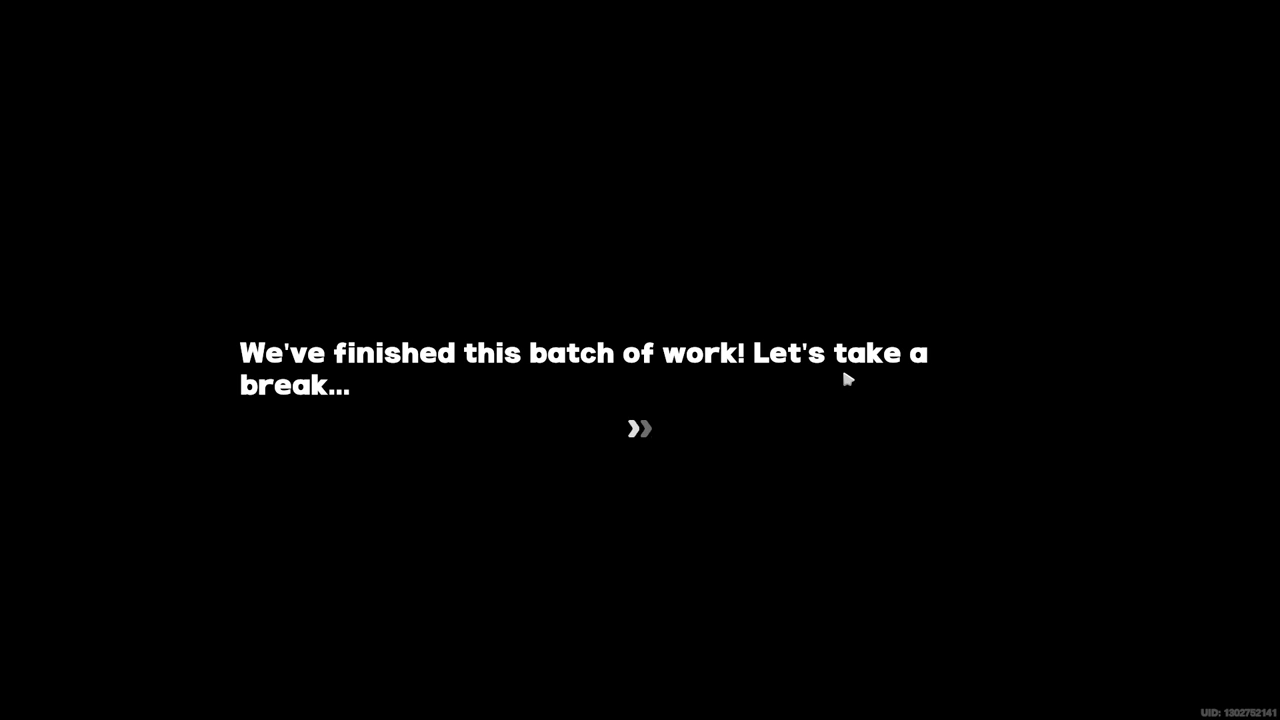 We've finished this batch of work! Let's take a
break...
UID: 1302752141